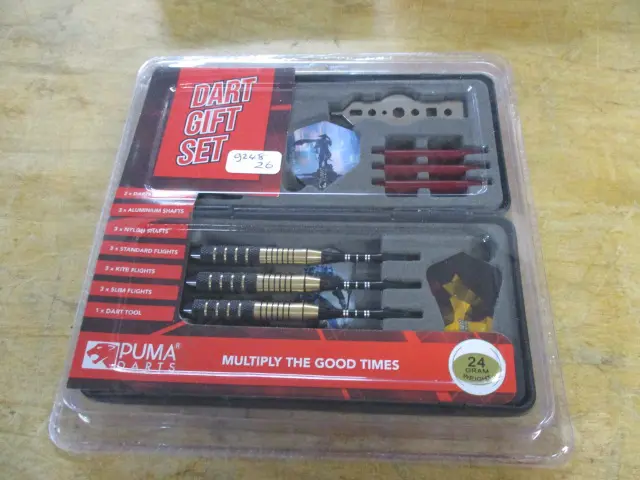 DART
GIFT
SET
9248
26
3 x ALUMINIUM SHAFTS
3 x NYLON SHAFTS
3 x STANDARD FLIGHTS
3 x KITE FLIGHTS
3 x SLIM FLIGHTS
1 x DART TOOL
PUMA®
DARTS
MULTIPLY THE GOOD TIMES
24
GRAM
WEIGHT